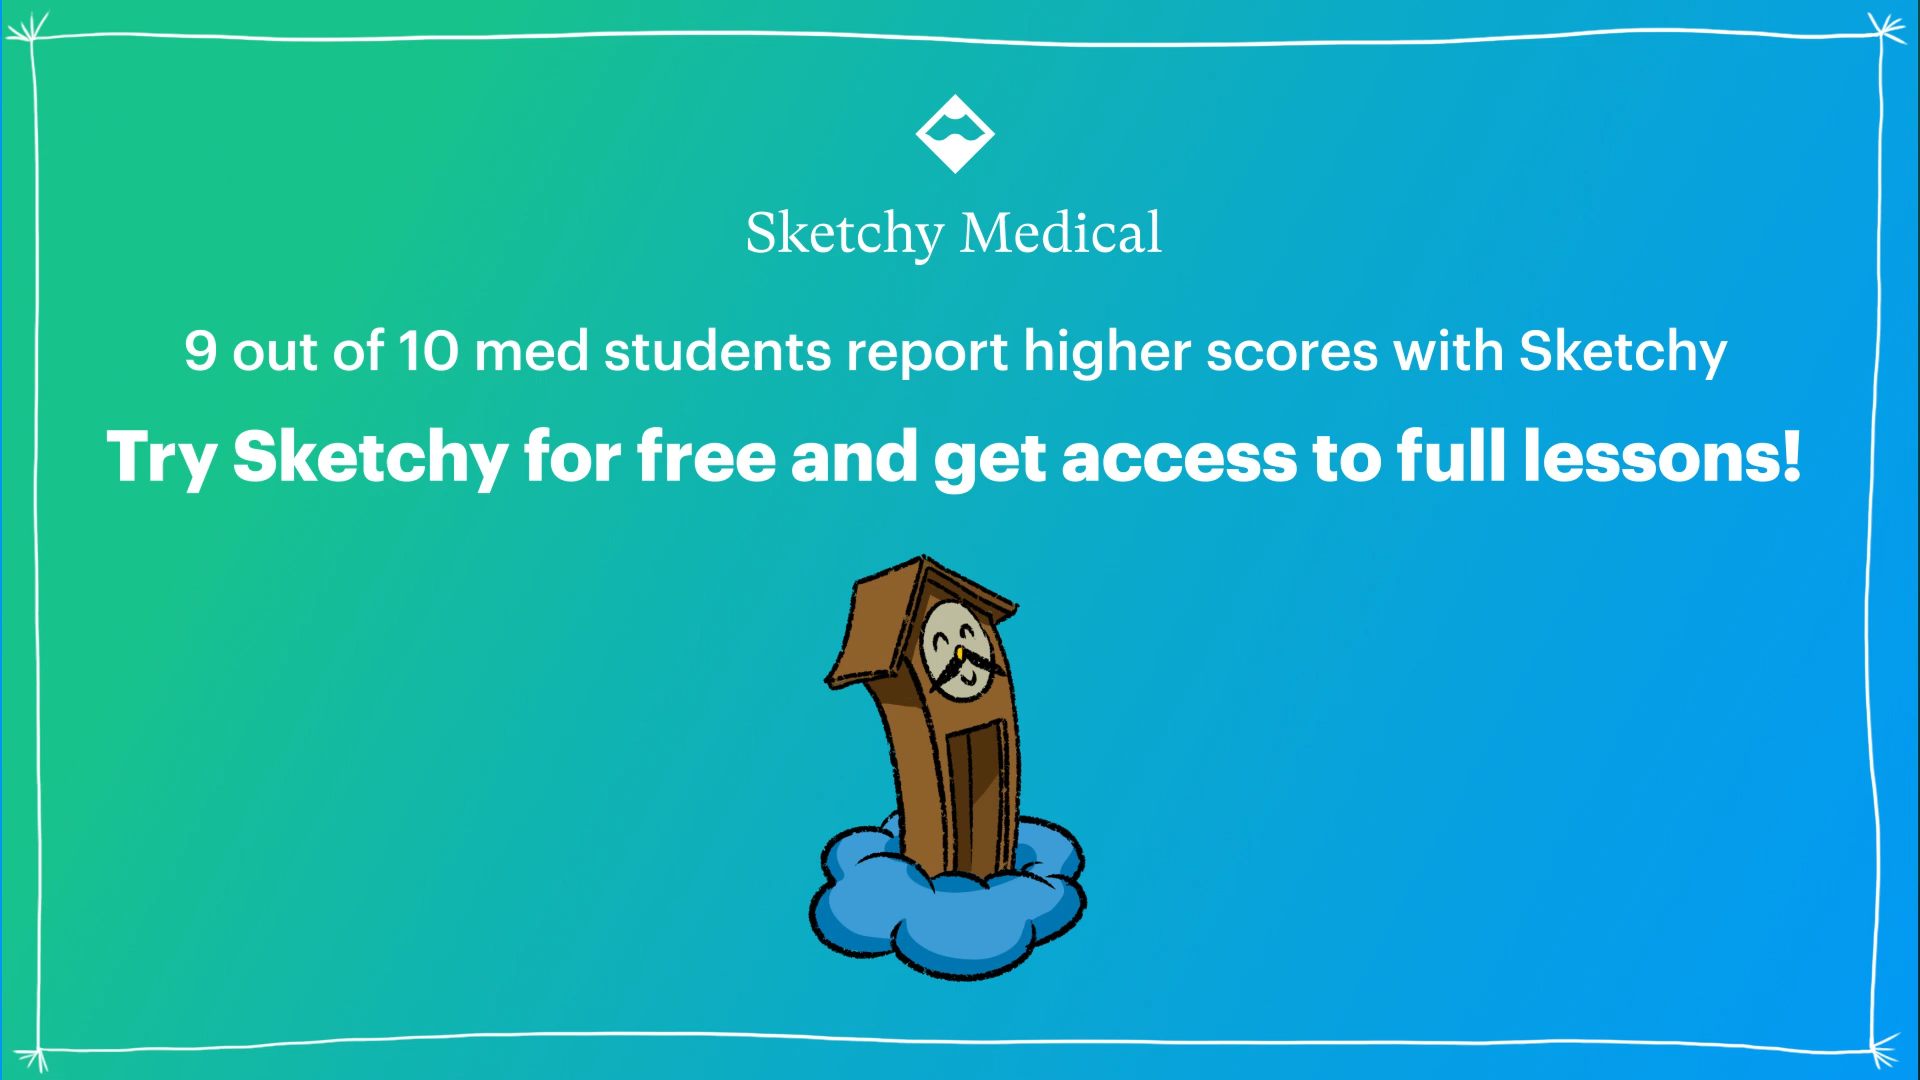 Sketchy Medical
9 out of 10 med students report higher scores with Sketchy
Try Sketchy for free and get access to full lessons!